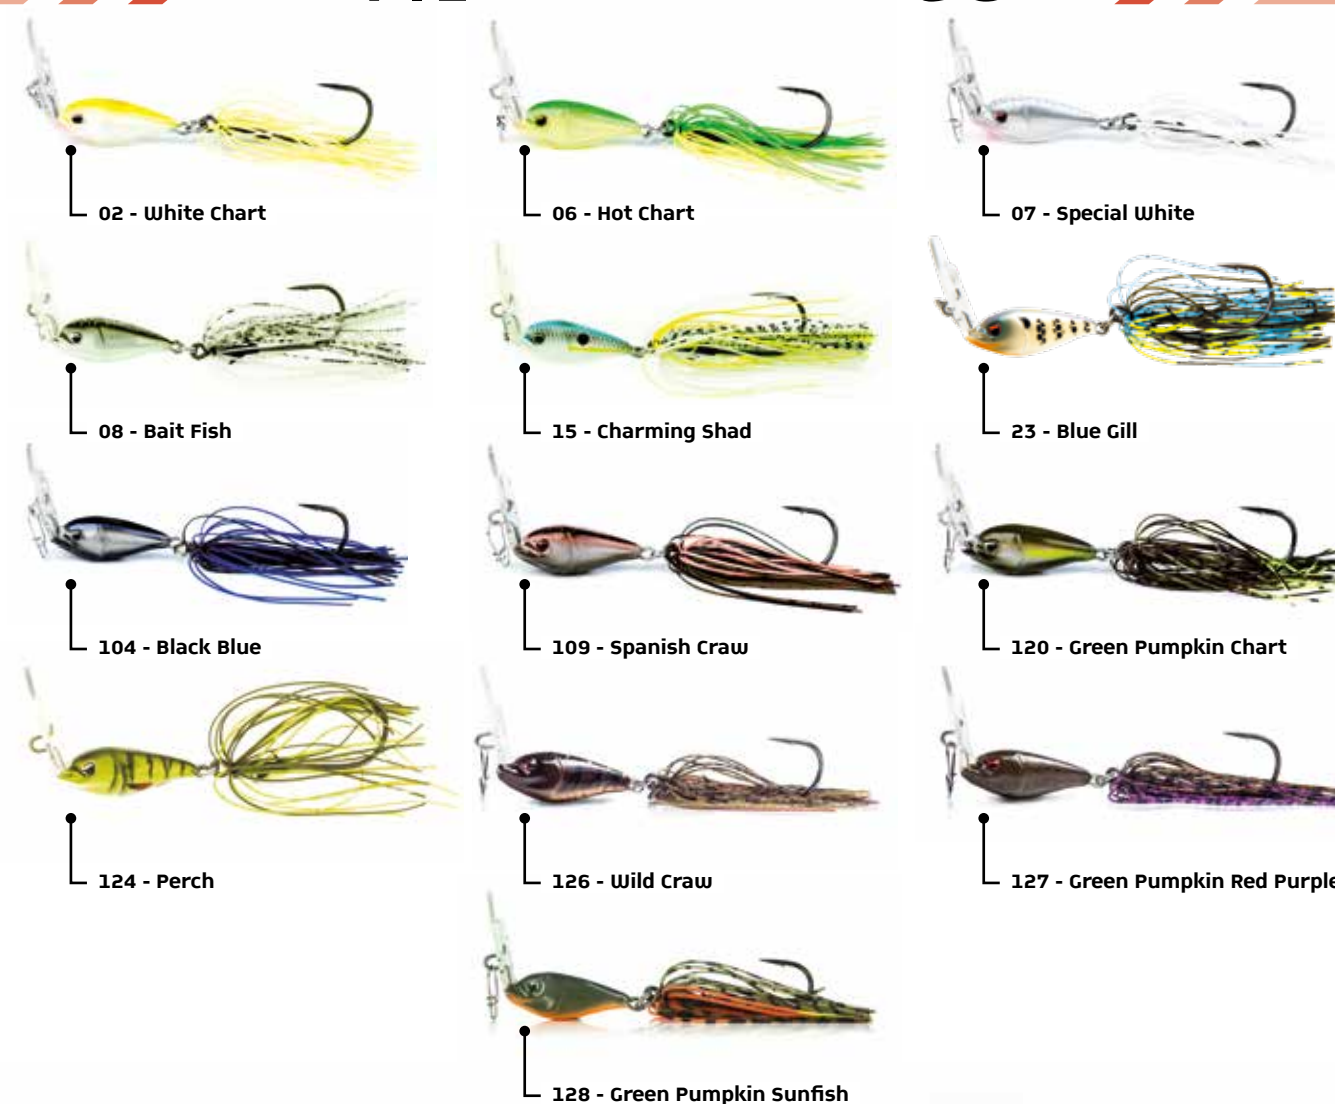 02 - White Chart
06 - Hot Chart
07 - Special White
08 - Bait Fish
15 - Charming Shad
23 - Blue Gill
104 - Black Blue
109 - Spanish Craw
120 - Green Pumpkin Chart
124 - Perch
126 - Wild Craw
127 - Green Pumpkin Red Purple
128 - Green Pumpkin Sunfish